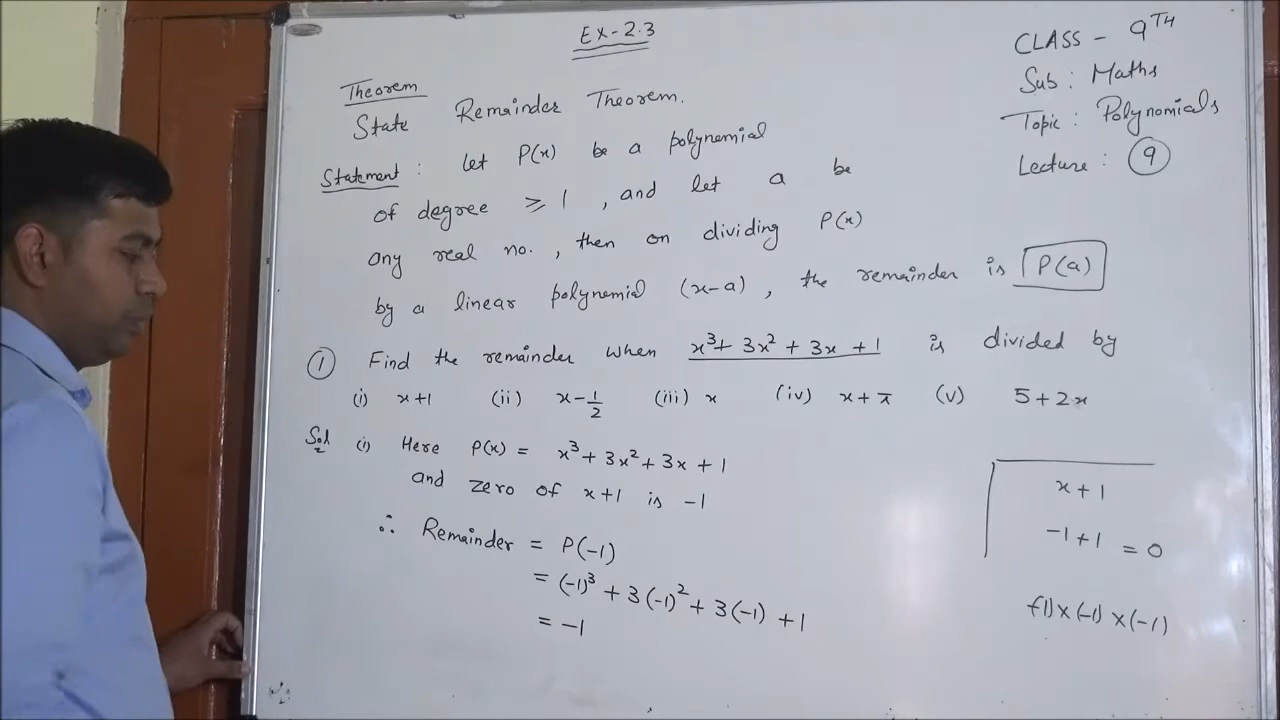 EX-2.3
CLASS - 9TH
Sub : Maths
Topic : Polynomials
Lecture : 9
Theorem
State Remainder Theorem.
Statement : Let P(x) be a polynomial
of degree ⩾ 1 , and let a be
any real no. , then on dividing P(x)
by a linear polynomial (x-a) , the remainder is P(a)
① Find the remainder when x³+ 3x² + 3x + 1 is divided by
(i) x+1 (ii) x-1/2 (iii) x (iv) x+π (v) 5+2x
Sol (i) Here P(x) = x³+3x²+3x+1
and zero of x+1 is -1
∴ Remainder = P(-1)
= (-1)³ + 3(-1)² + 3(-1) +1
= -1
x+1
-1+1 = 0
(-1)x(-1)x(-1)